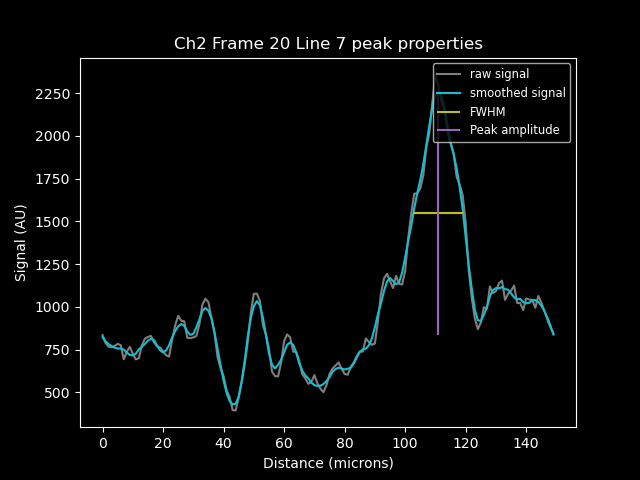 Ch2 Frame 20 Line 7 peak properties
raw signal
smoothed signal
FWHM
Peak amplitude
Signal (AU)
2250
2000
1750
1500
1250
1000
750
500
0 20 40 60 80 100 120 140
Distance (microns)